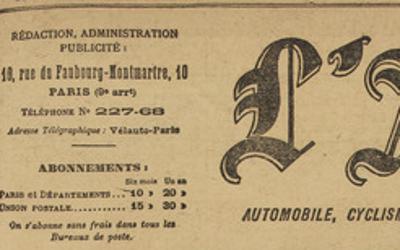 RÉDACTION, ADMINISTRATION
PUBLICITÉ :
10, rue du Faubourg-Montmartre, 10
PARIS (9e arrt)
TÉLÉPHONE No 227-68
Adresse Télégraphique : Vélauto-Paris
ABONNEMENTS :
Six mois Un an
PARIS et DÉPARTEMENTS... 10 » 20 »
UNION POSTALE............ 15 » 30 »
On s'abonne sans frais dans tous les
Bureaux de poste.
L'
AUTOMOBILE, CYCLISM